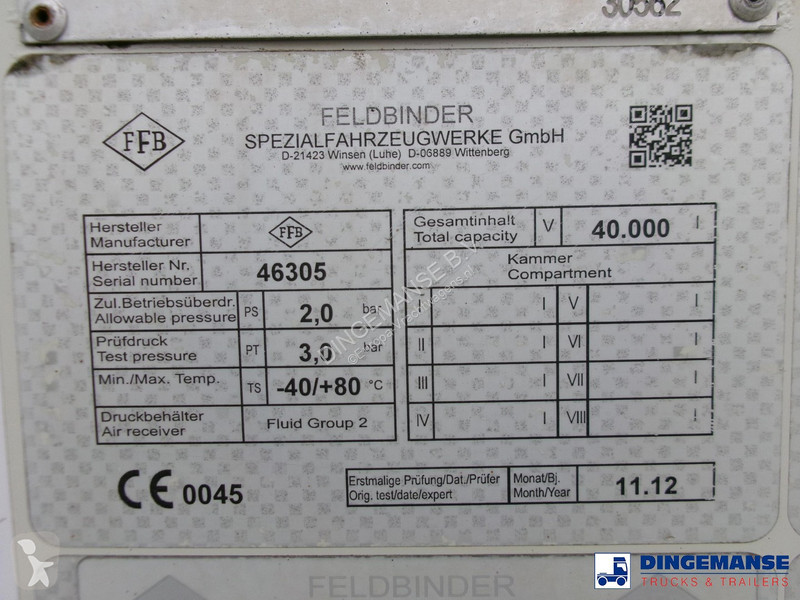 30562
FFB
FELDBINDER
SPEZIALFAHRZEUGWERKE GmbH
D-21423 Winsen (Luhe) D-06889 Wittenberg
www.feldbinder.com
Hersteller
Manufacturer
FFB
Hersteller Nr.
Serial number
46305
Zul.Betriebsüberdr.
Allowable pressure
PS
2,0
bar
Prüfdruck
Test pressure
PT
3,0
bar
Min./Max. Temp.
TS
-40/+80 °C
Druckbehälter
Air receiver
Fluid Group 2
Gesamtinhalt
Total capacity
V
40.000
l
Kammer
Compartment
I
l
V
l
II
l
VI
l
III
l
VII
l
IV
l
VIII
l
CE 0045
Erstmalige Prüfung/Dat./Prüfer
Orig. test/date/expert
Monat/Bj.
Month/Year
11.12
DINGEMANSE B.V.
FELDBINDER
DINGEMANSE
TRUCKS & TRAILERS